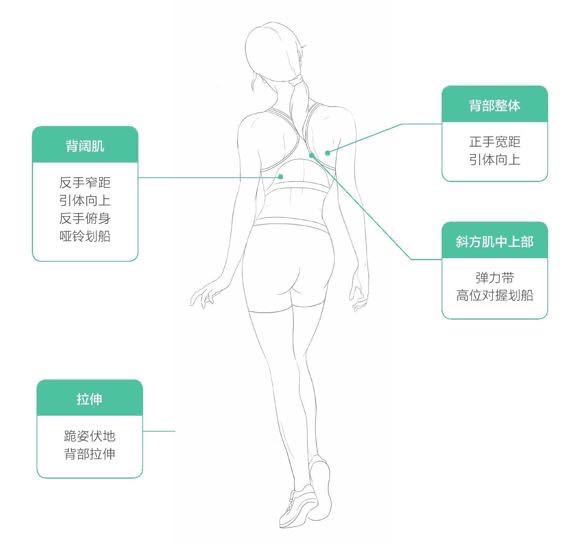 背阔肌
反手窄距
引体向上
反手俯身
哑铃划船
背部整体
正手宽距
引体向上
斜方肌中上部
弹力带
高位对握划船
拉伸
跪姿伏地
背部拉伸